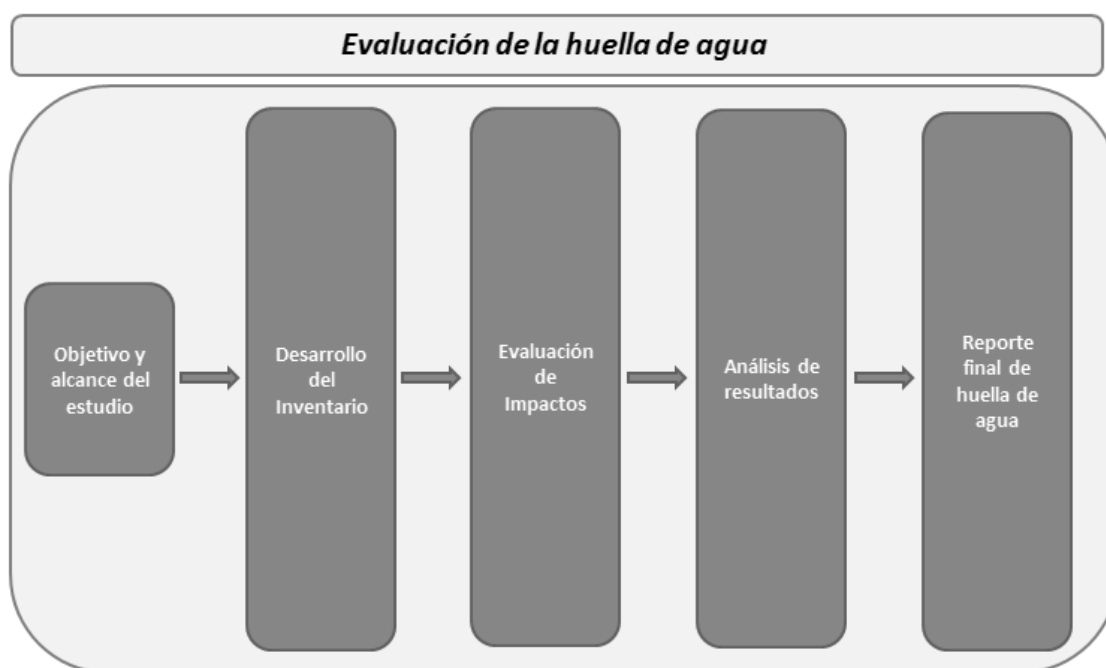 Evaluación de la huella de agua
Objetivo y
alcance del
estudio
Desarrollo
del
Inventario
Evaluación
de
Impactos
Análisis de
resultados
Reporte
final de
huella de
agua